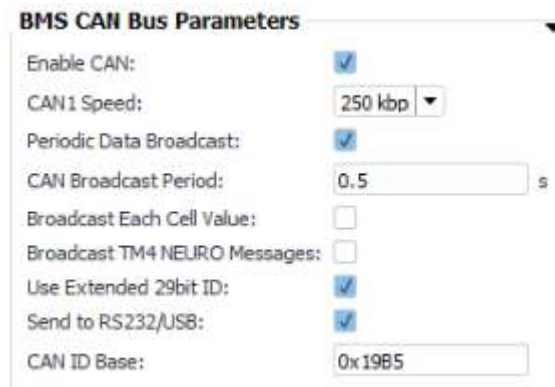 BMS CAN Bus Parameters
Enable CAN:
CAN1 Speed: 250 kbp
Periodic Data Broadcast:
CAN Broadcast Period: 0.5 s
Broadcast Each Cell Value:
Broadcast TM4 NEURO Messages:
Use Extended 29bit ID:
Send to RS232/USB:
CAN ID Base: 0x19B5